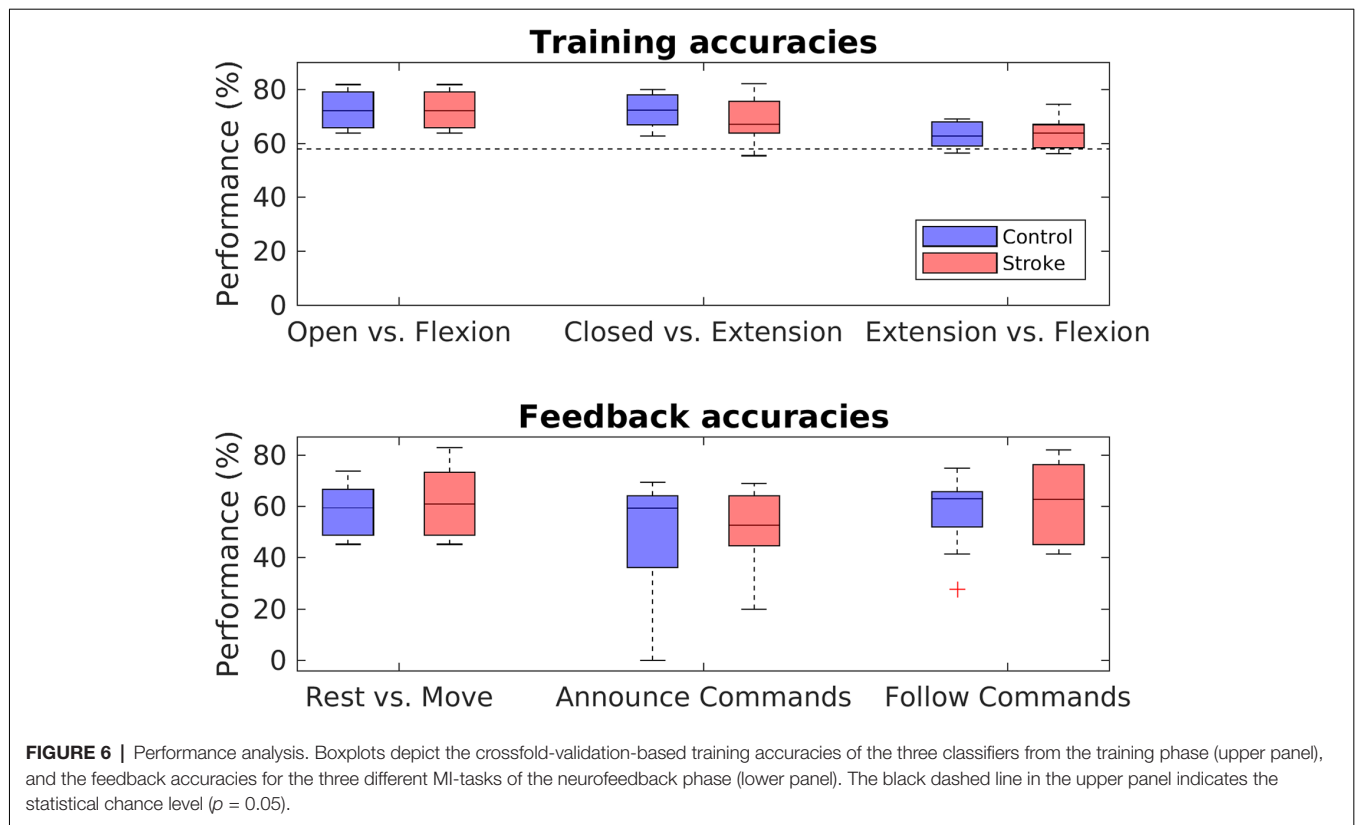 Training accuracies
Performance (%)
80
60
40
20
0
Control
Stroke
Open vs. Flexion
Closed vs. Extension
Extension vs. Flexion
Feedback accuracies
Performance (%)
80
60
40
20
0
Rest vs. Move
Announce Commands
Follow Commands
FIGURE 6 | Performance analysis. Boxplots depict the crossfold-validation-based training accuracies of the three classifiers from the training phase (upper panel),
and the feedback accuracies for the three different MI-tasks of the neurofeedback phase (lower panel). The black dashed line in the upper panel indicates the
statistical chance level (p = 0.05).